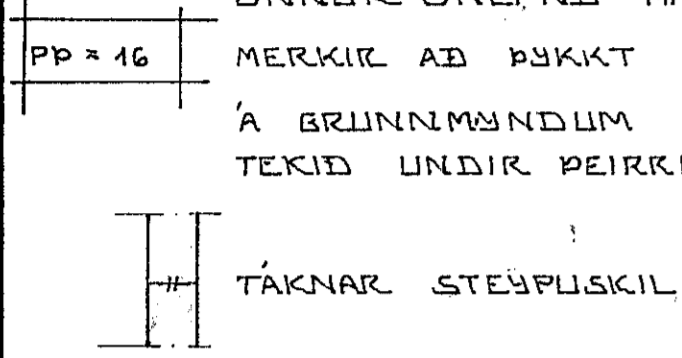 PÞ = 16 MERKIR AÐ ÞYKKT
Á GRUNNMYNDUM
TEKIÐ UNDIR ÞEIRRI
TÁKNAR STEYPUSKIL